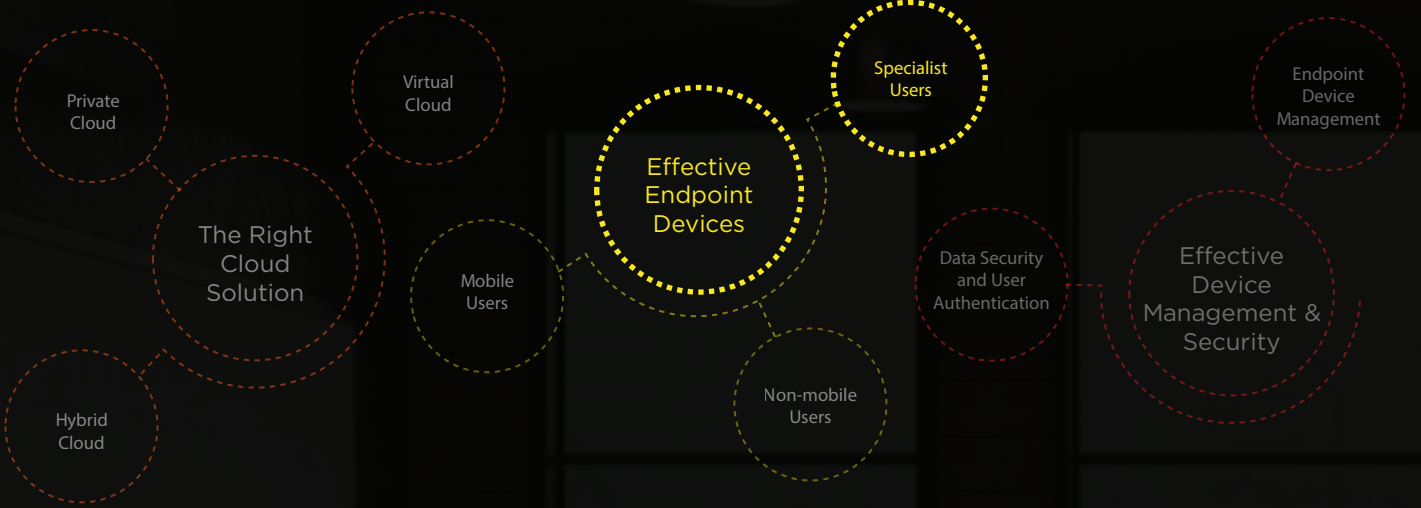 Private
Cloud
Virtual
Cloud
The Right
Cloud
Solution
Hybrid
Cloud
Effective
Endpoint
Devices
Specialist
Users
Mobile
Users
Non-mobile
Users
Endpoint
Device
Management
Data Security
and User
Authentication
Effective
Device
Management &
Security